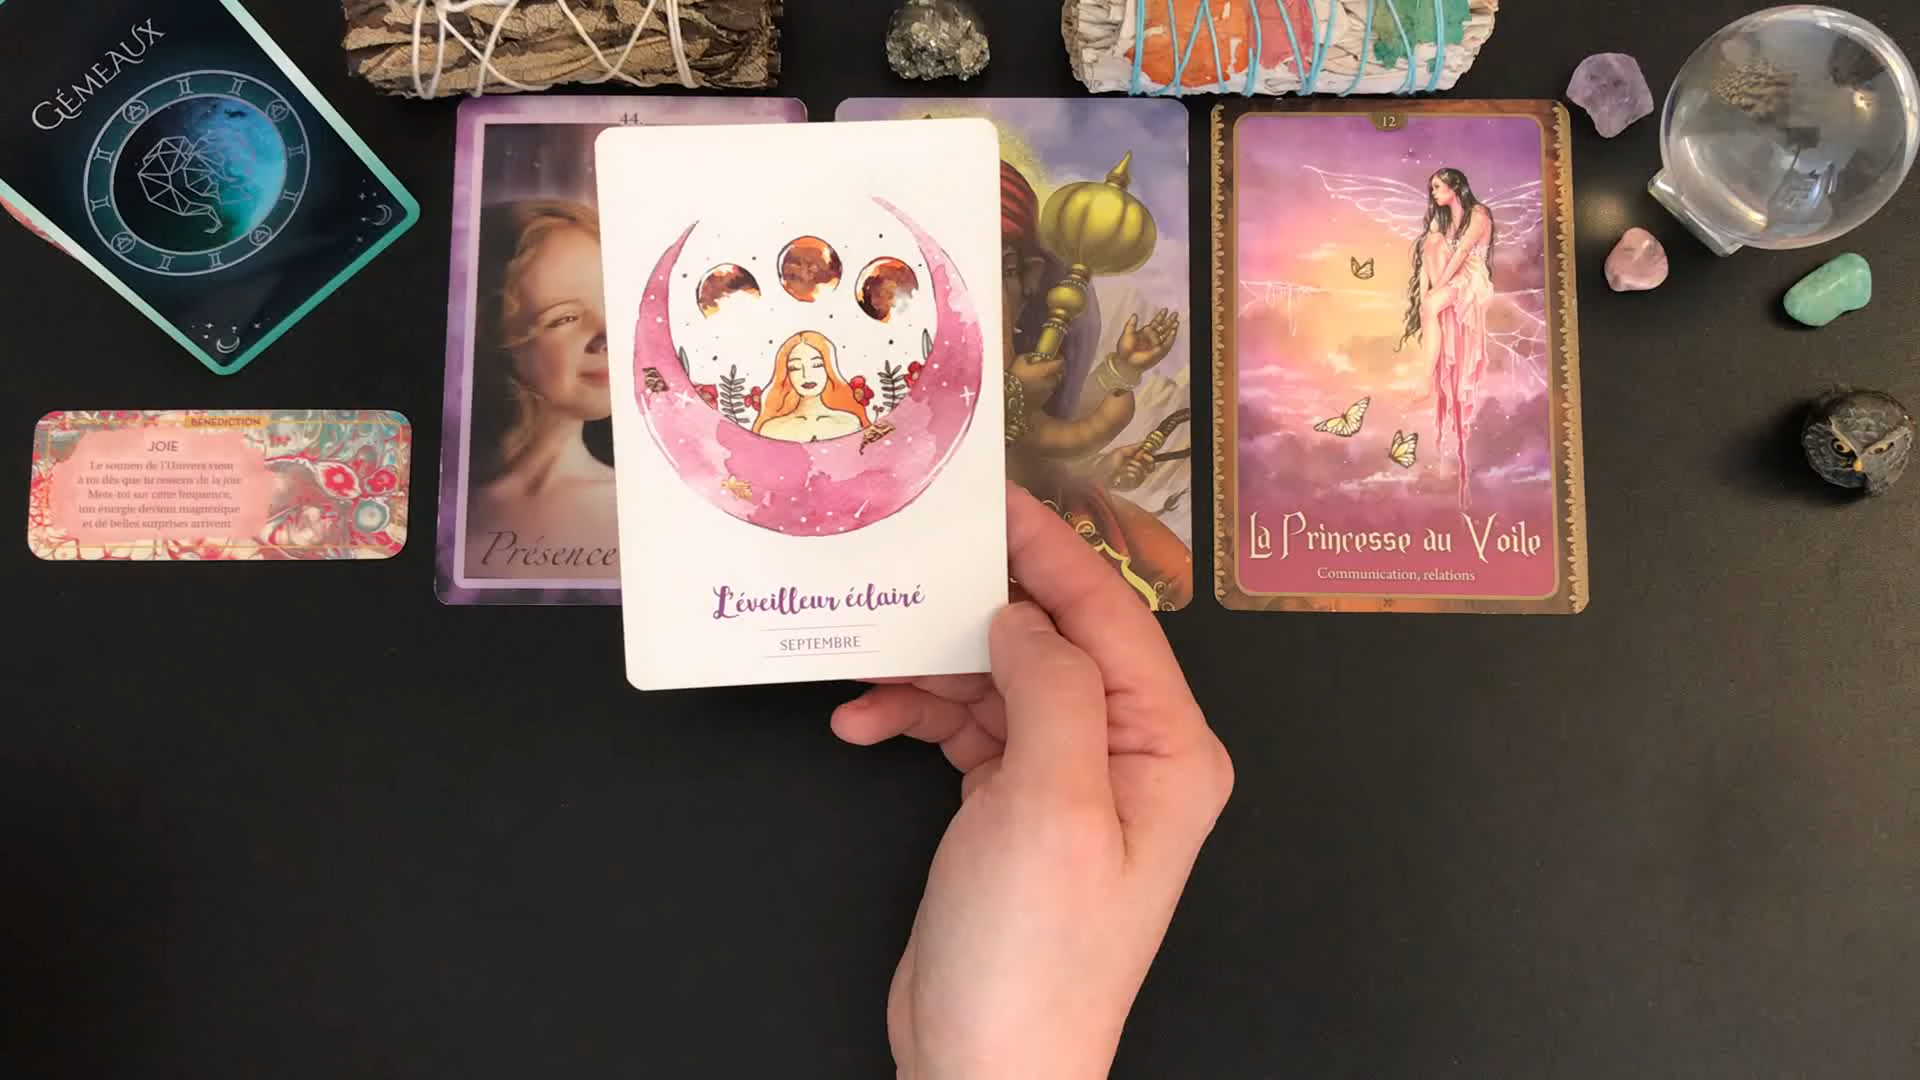 GÉMEAUX
BÉNÉDICTION
JOIE
Le soutien de l'Univers vient
à toi dès que tu ressens de la joie
Mets-toi sur cette fréquence,
ton énergie devient magnétique
et de belles surprises arrivent
44.
Présence
L'éveilleur éclairé
SEPTEMBRE
12
La Princesse du Voile
Communication, relations